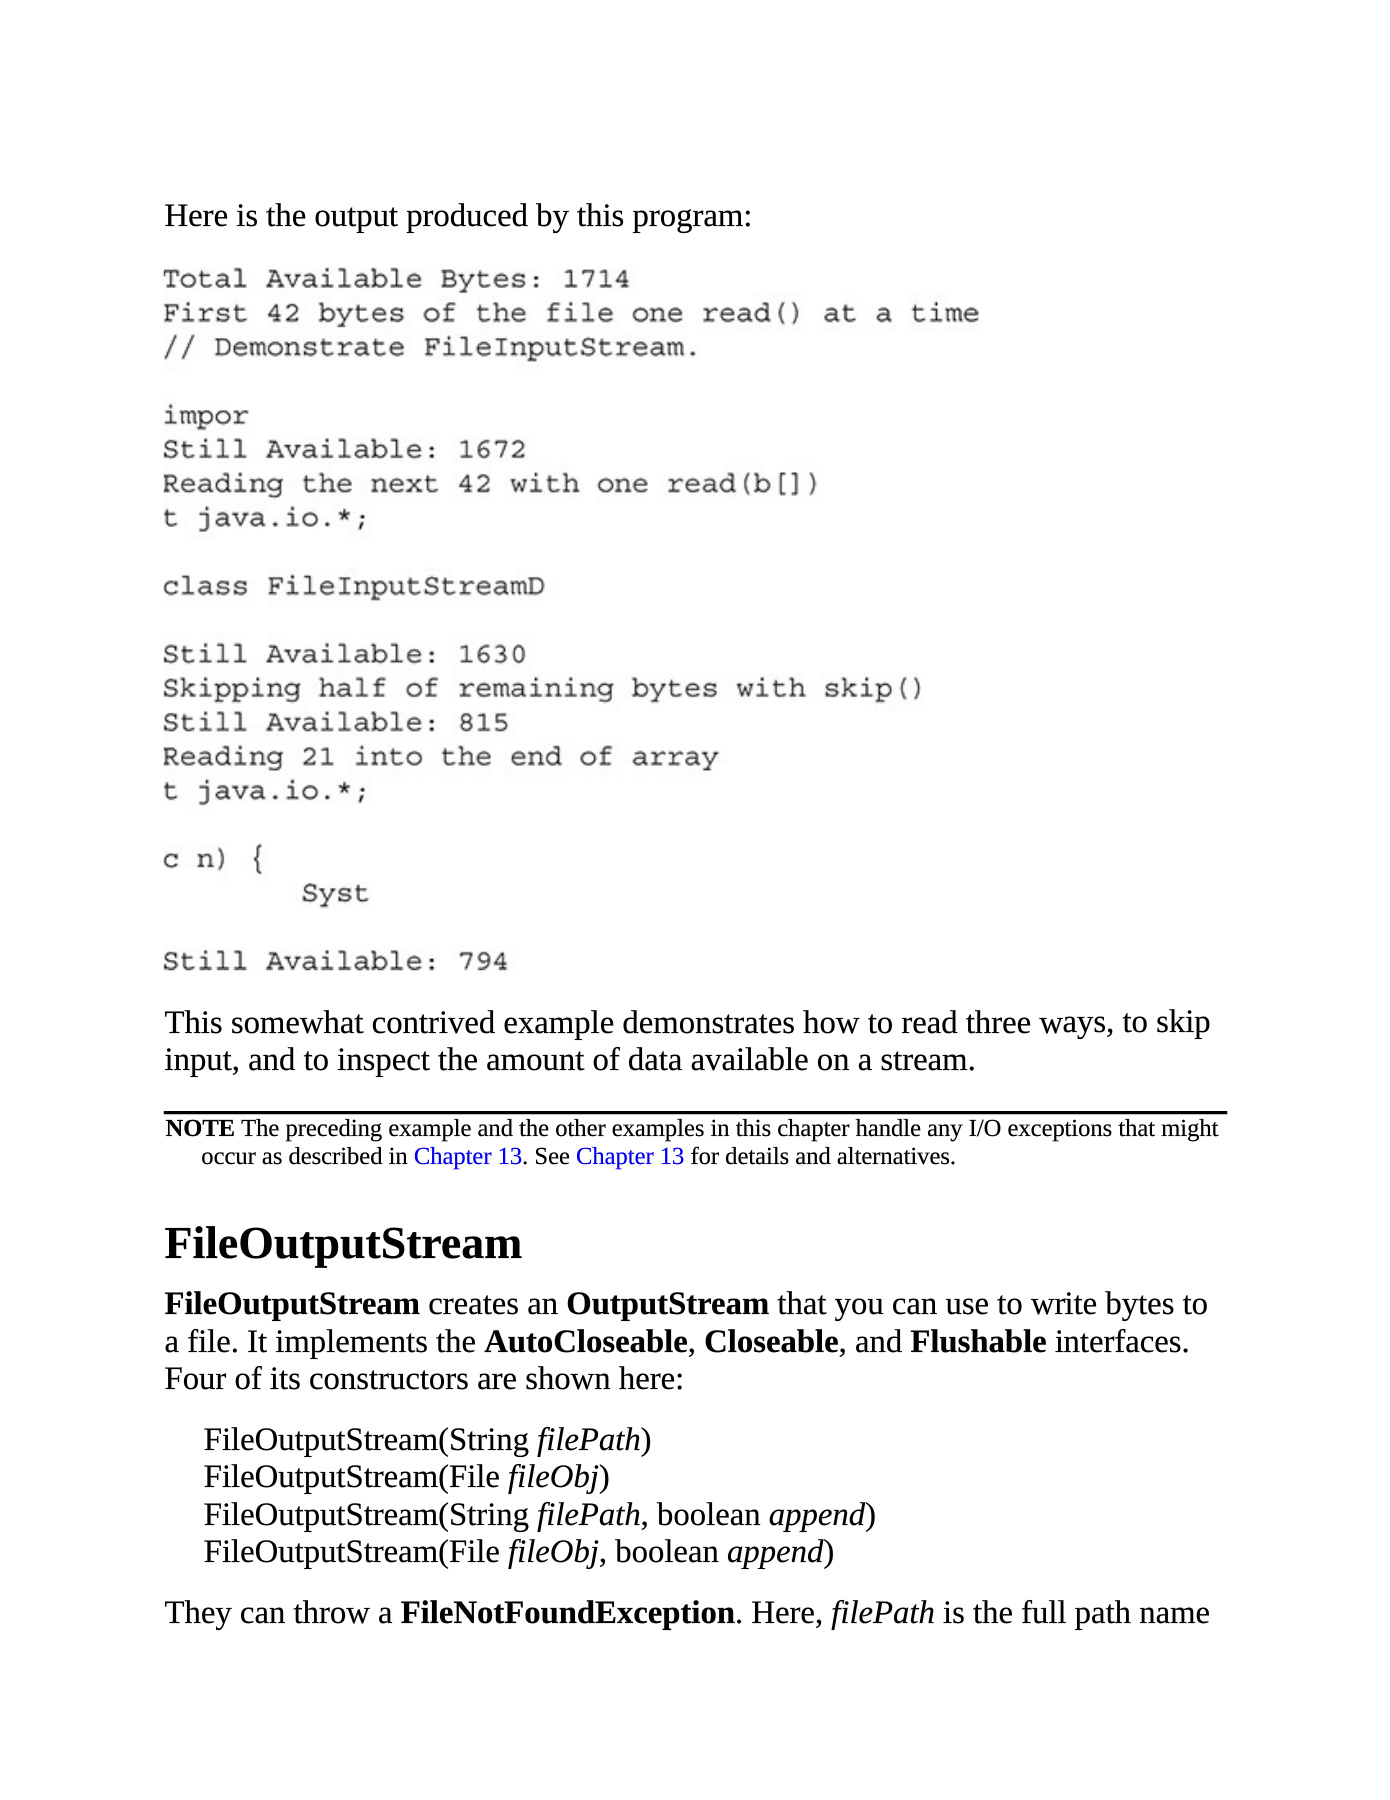 Here is the output produced by this program:
Total Available Bytes: 1714
First 42 bytes of the file one read() at a time
// Demonstrate FileInputStream.
impor
Still Available: 1672
Reading the next 42 with one read(b[])
t java.io.*;
class FileInputStreamD
Still Available: 1630
Skipping half of remaining bytes with skip()
Still Available: 815
Reading 21 into the end of array
t java.io.*;
c n) {
Syst
Still Available: 794
This somewhat contrived example demonstrates how to read three ways, to skip
input, and to inspect the amount of data available on a stream.
NOTE The preceding example and the other examples in this chapter handle any I/O exceptions that might
occur as described in Chapter 13. See Chapter 13 for details and alternatives.
FileOutputStream
FileOutputStream creates an OutputStream that you can use to write bytes to
a file. It implements the AutoCloseable, Closeable, and Flushable interfaces.
Four of its constructors are shown here:
FileOutputStream(String filePath)
FileOutputStream(File fileObj)
FileOutputStream(String filePath, boolean append)
FileOutputStream(File fileObj, boolean append)
They can throw a FileNotFoundException. Here, filePath is the full path name